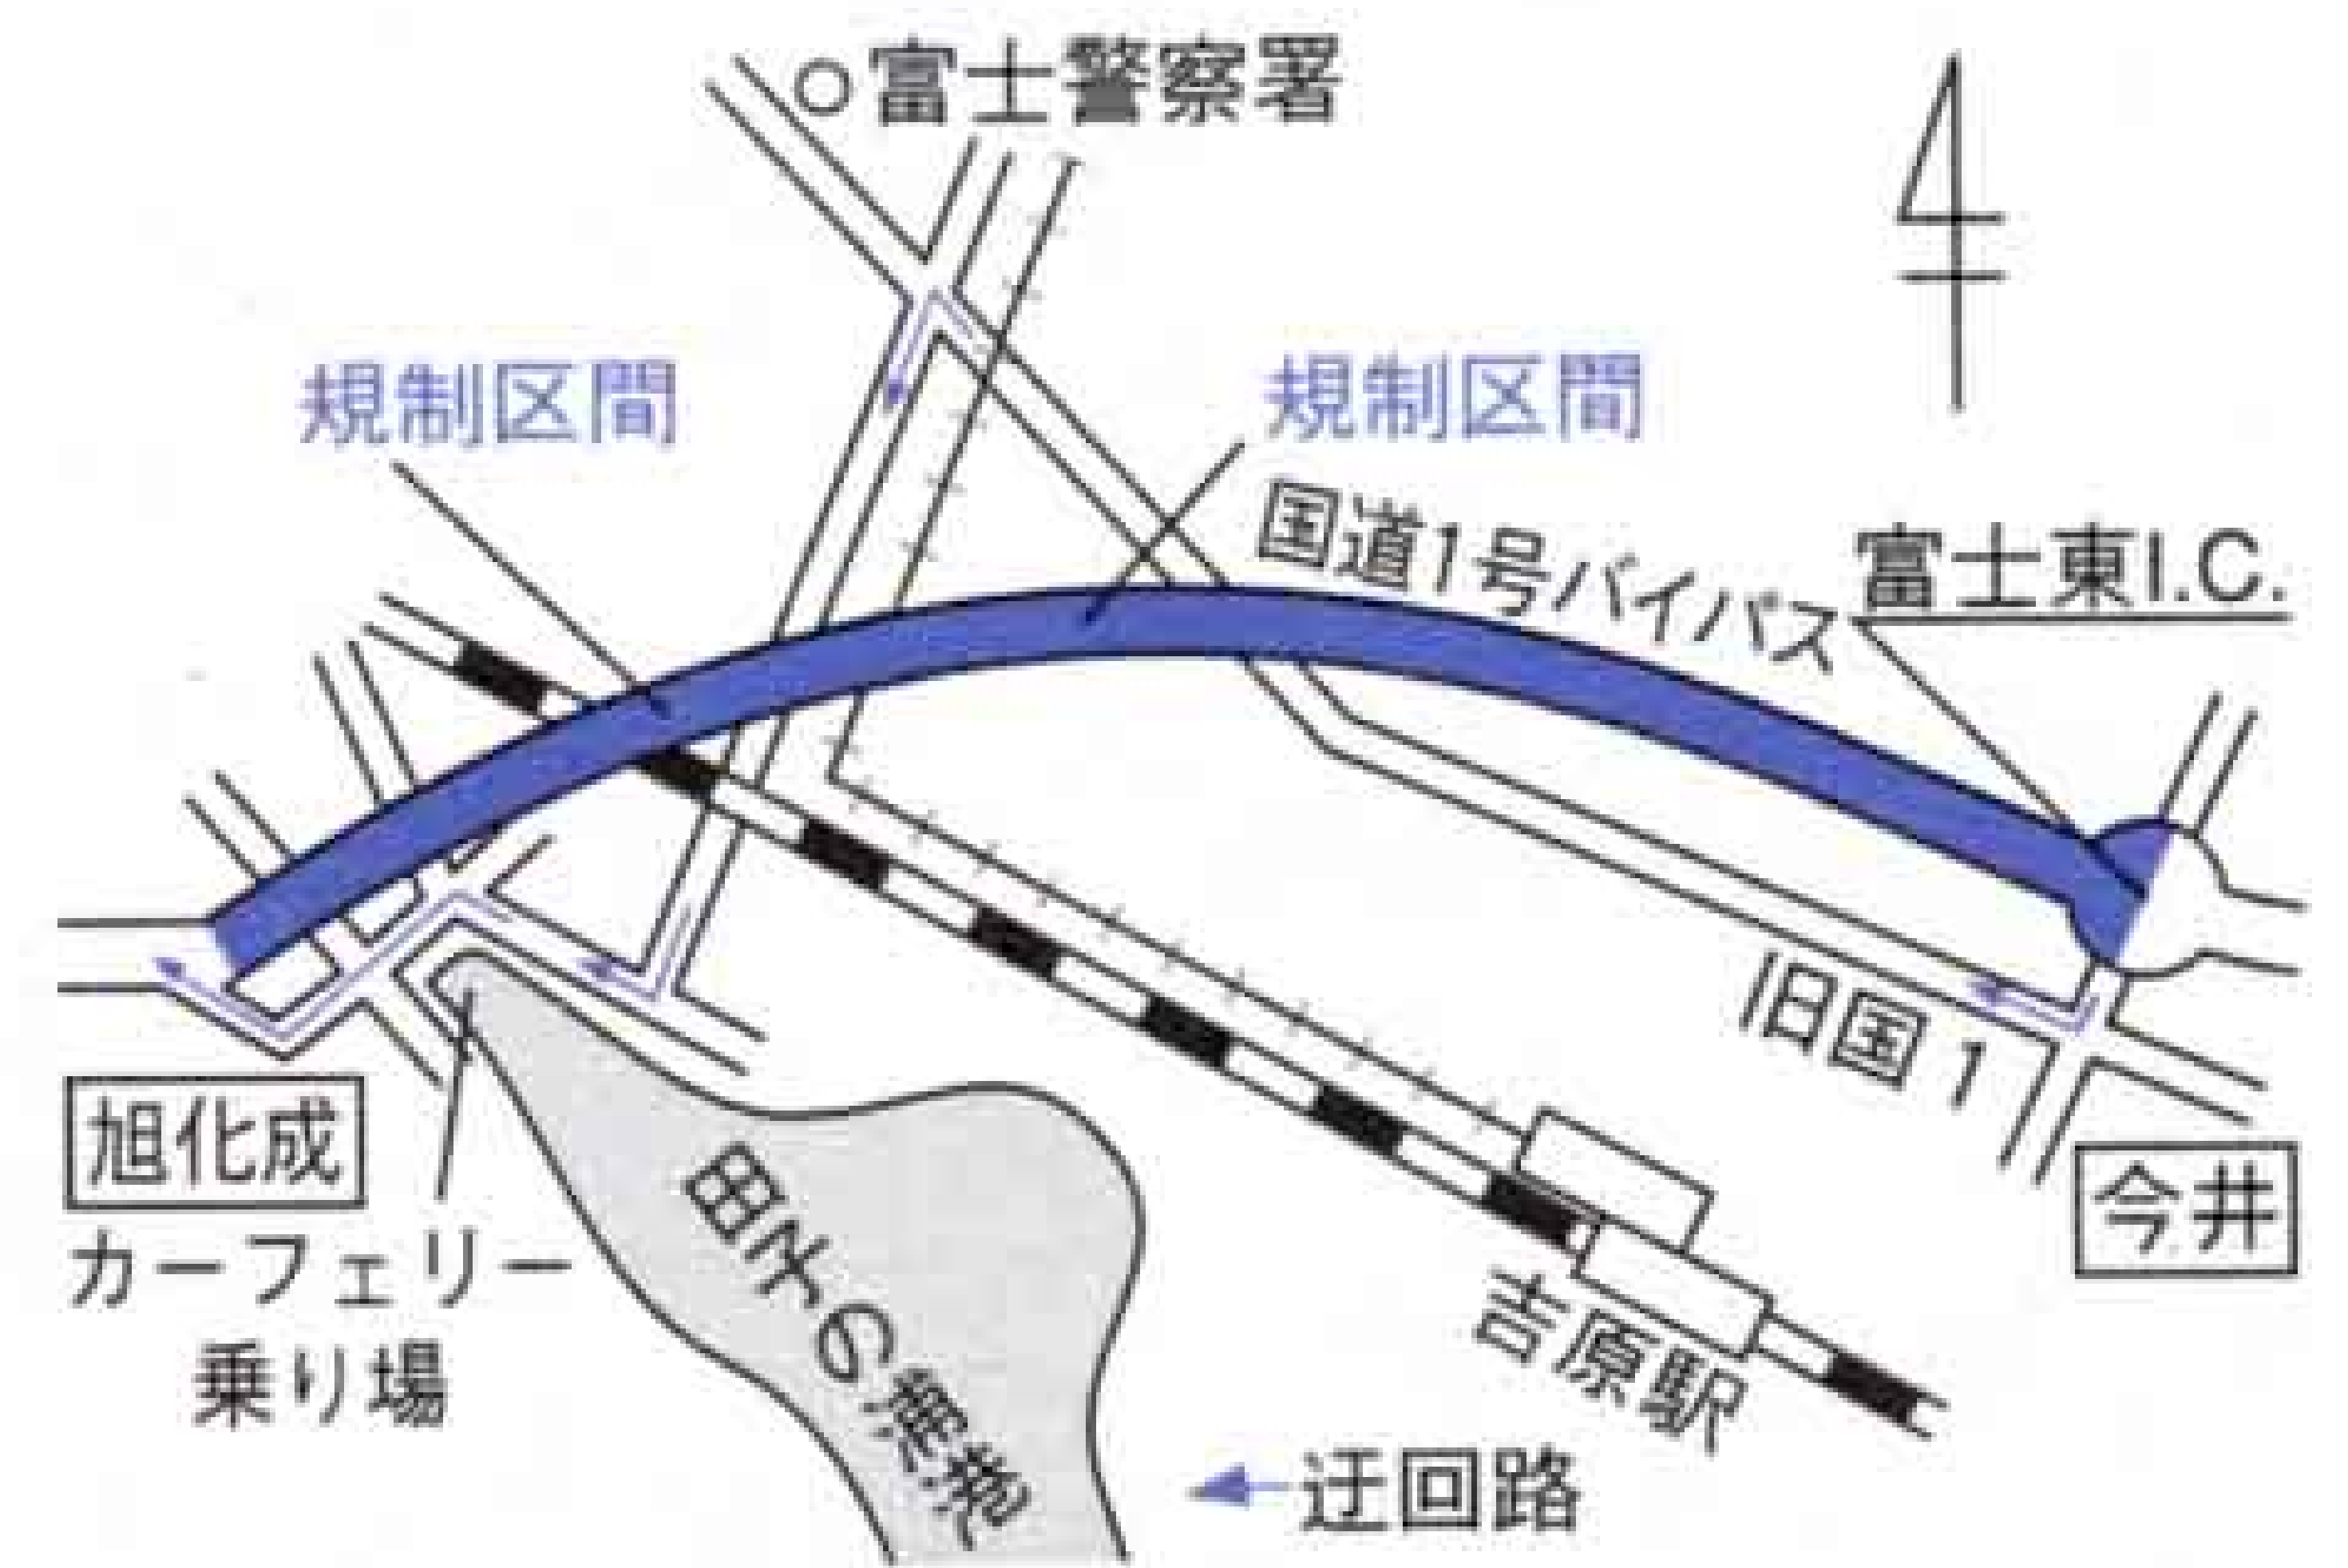 富士警察署
規制区間
規制区間
国道1号バイパス
富士東I.C.
旧国1
旭化成
今井
カーフェリー
乗り場
田子の浦港
吉原駅
迂回路